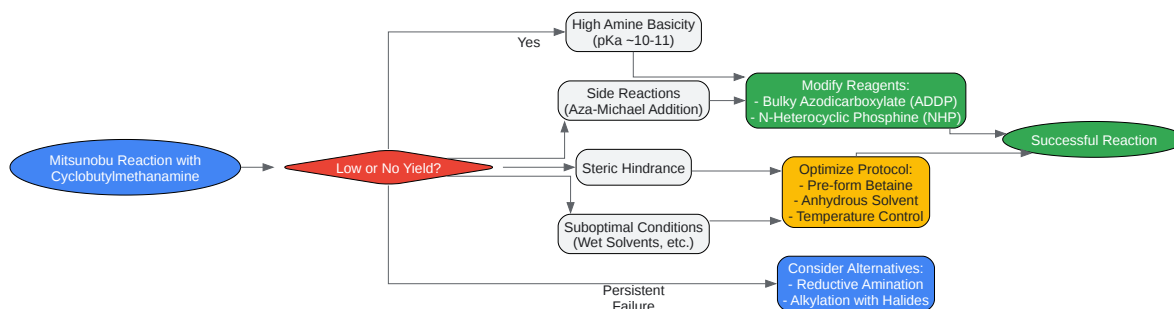 Mitsunobu Reaction with
Cyclobutylmethanamine
Low or No Yield?
Yes
High Amine Basicity
(pKa ~10-11)
Side Reactions
(Aza-Michael Addition)
Steric Hindrance
Suboptimal Conditions
(Wet Solvents, etc.)
Persistent
Failure
Modify Reagents:
- Bulky Azodicarboxylate (ADDP)
- N-Heterocyclic Phosphine (NHP)
Optimize Protocol:
- Pre-form Betaine
- Anhydrous Solvent
- Temperature Control
Consider Alternatives:
- Reductive Amination
- Alkylation with Halides
Successful Reaction